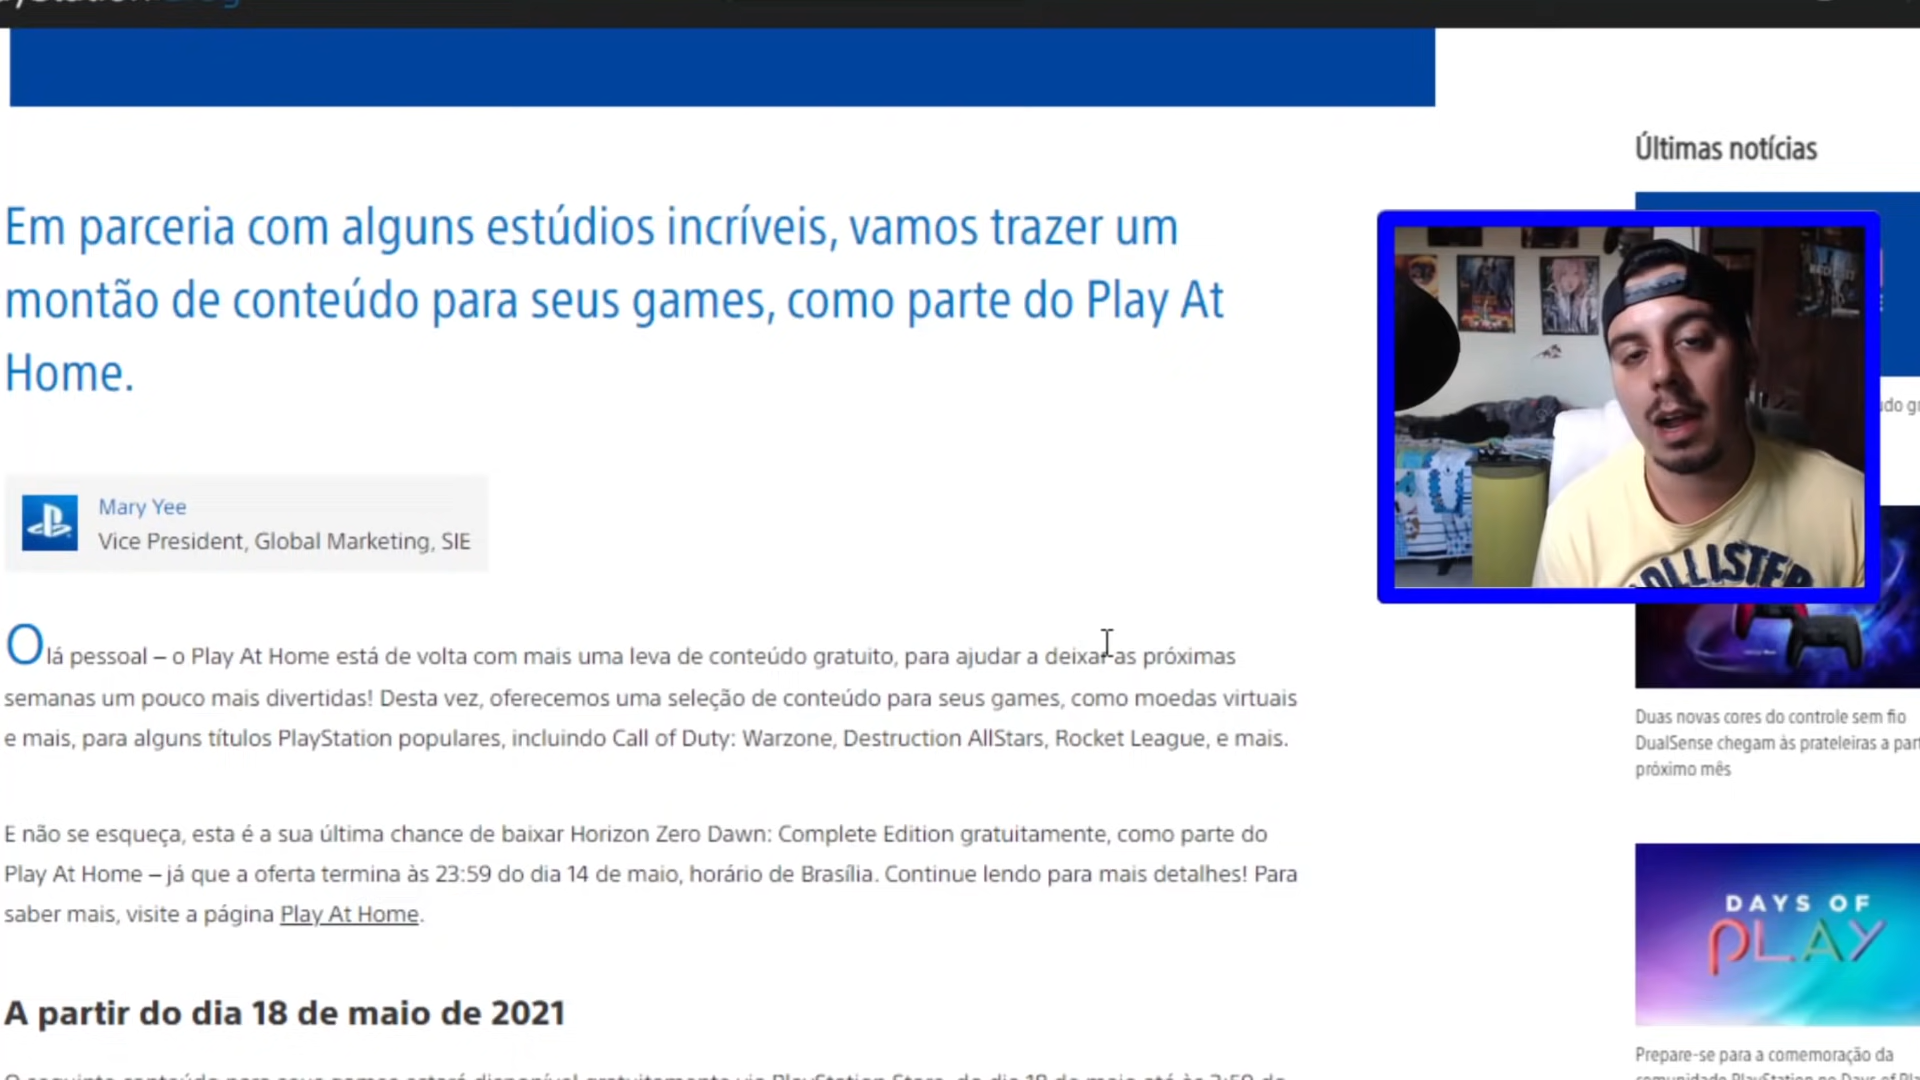 Últimas notícias
Em parceria com alguns estúdios incríveis, vamos trazer um
montão de conteúdo para seus games, como parte do Play At
Home.
Mary Yee
Vice President, Global Marketing, SIE
Olá pessoal – o Play At Home está de volta com mais uma leva de conteúdo gratuito, para ajudar a deixar as próximas
semanas um pouco mais divertidas! Desta vez, oferecemos uma seleção de conteúdo para seus games, como moedas virtuais
e mais, para alguns títulos PlayStation populares, incluindo Call of Duty: Warzone, Destruction AllStars, Rocket League, e mais.
E não se esqueça, esta é a sua última chance de baixar Horizon Zero Dawn: Complete Edition gratuitamente, como parte do
Play At Home – já que a oferta termina às 23:59 do dia 14 de maio, horário de Brasília. Continue lendo para mais detalhes! Para
saber mais, visite a página Play At Home.
A partir do dia 18 de maio de 2021
OLLISTER
Duas novas cores do controle sem fio
DualSense chegam às prateleiras a part
próximo mês
DAYS OF
PLAY
Prepare-se para a comemoração da